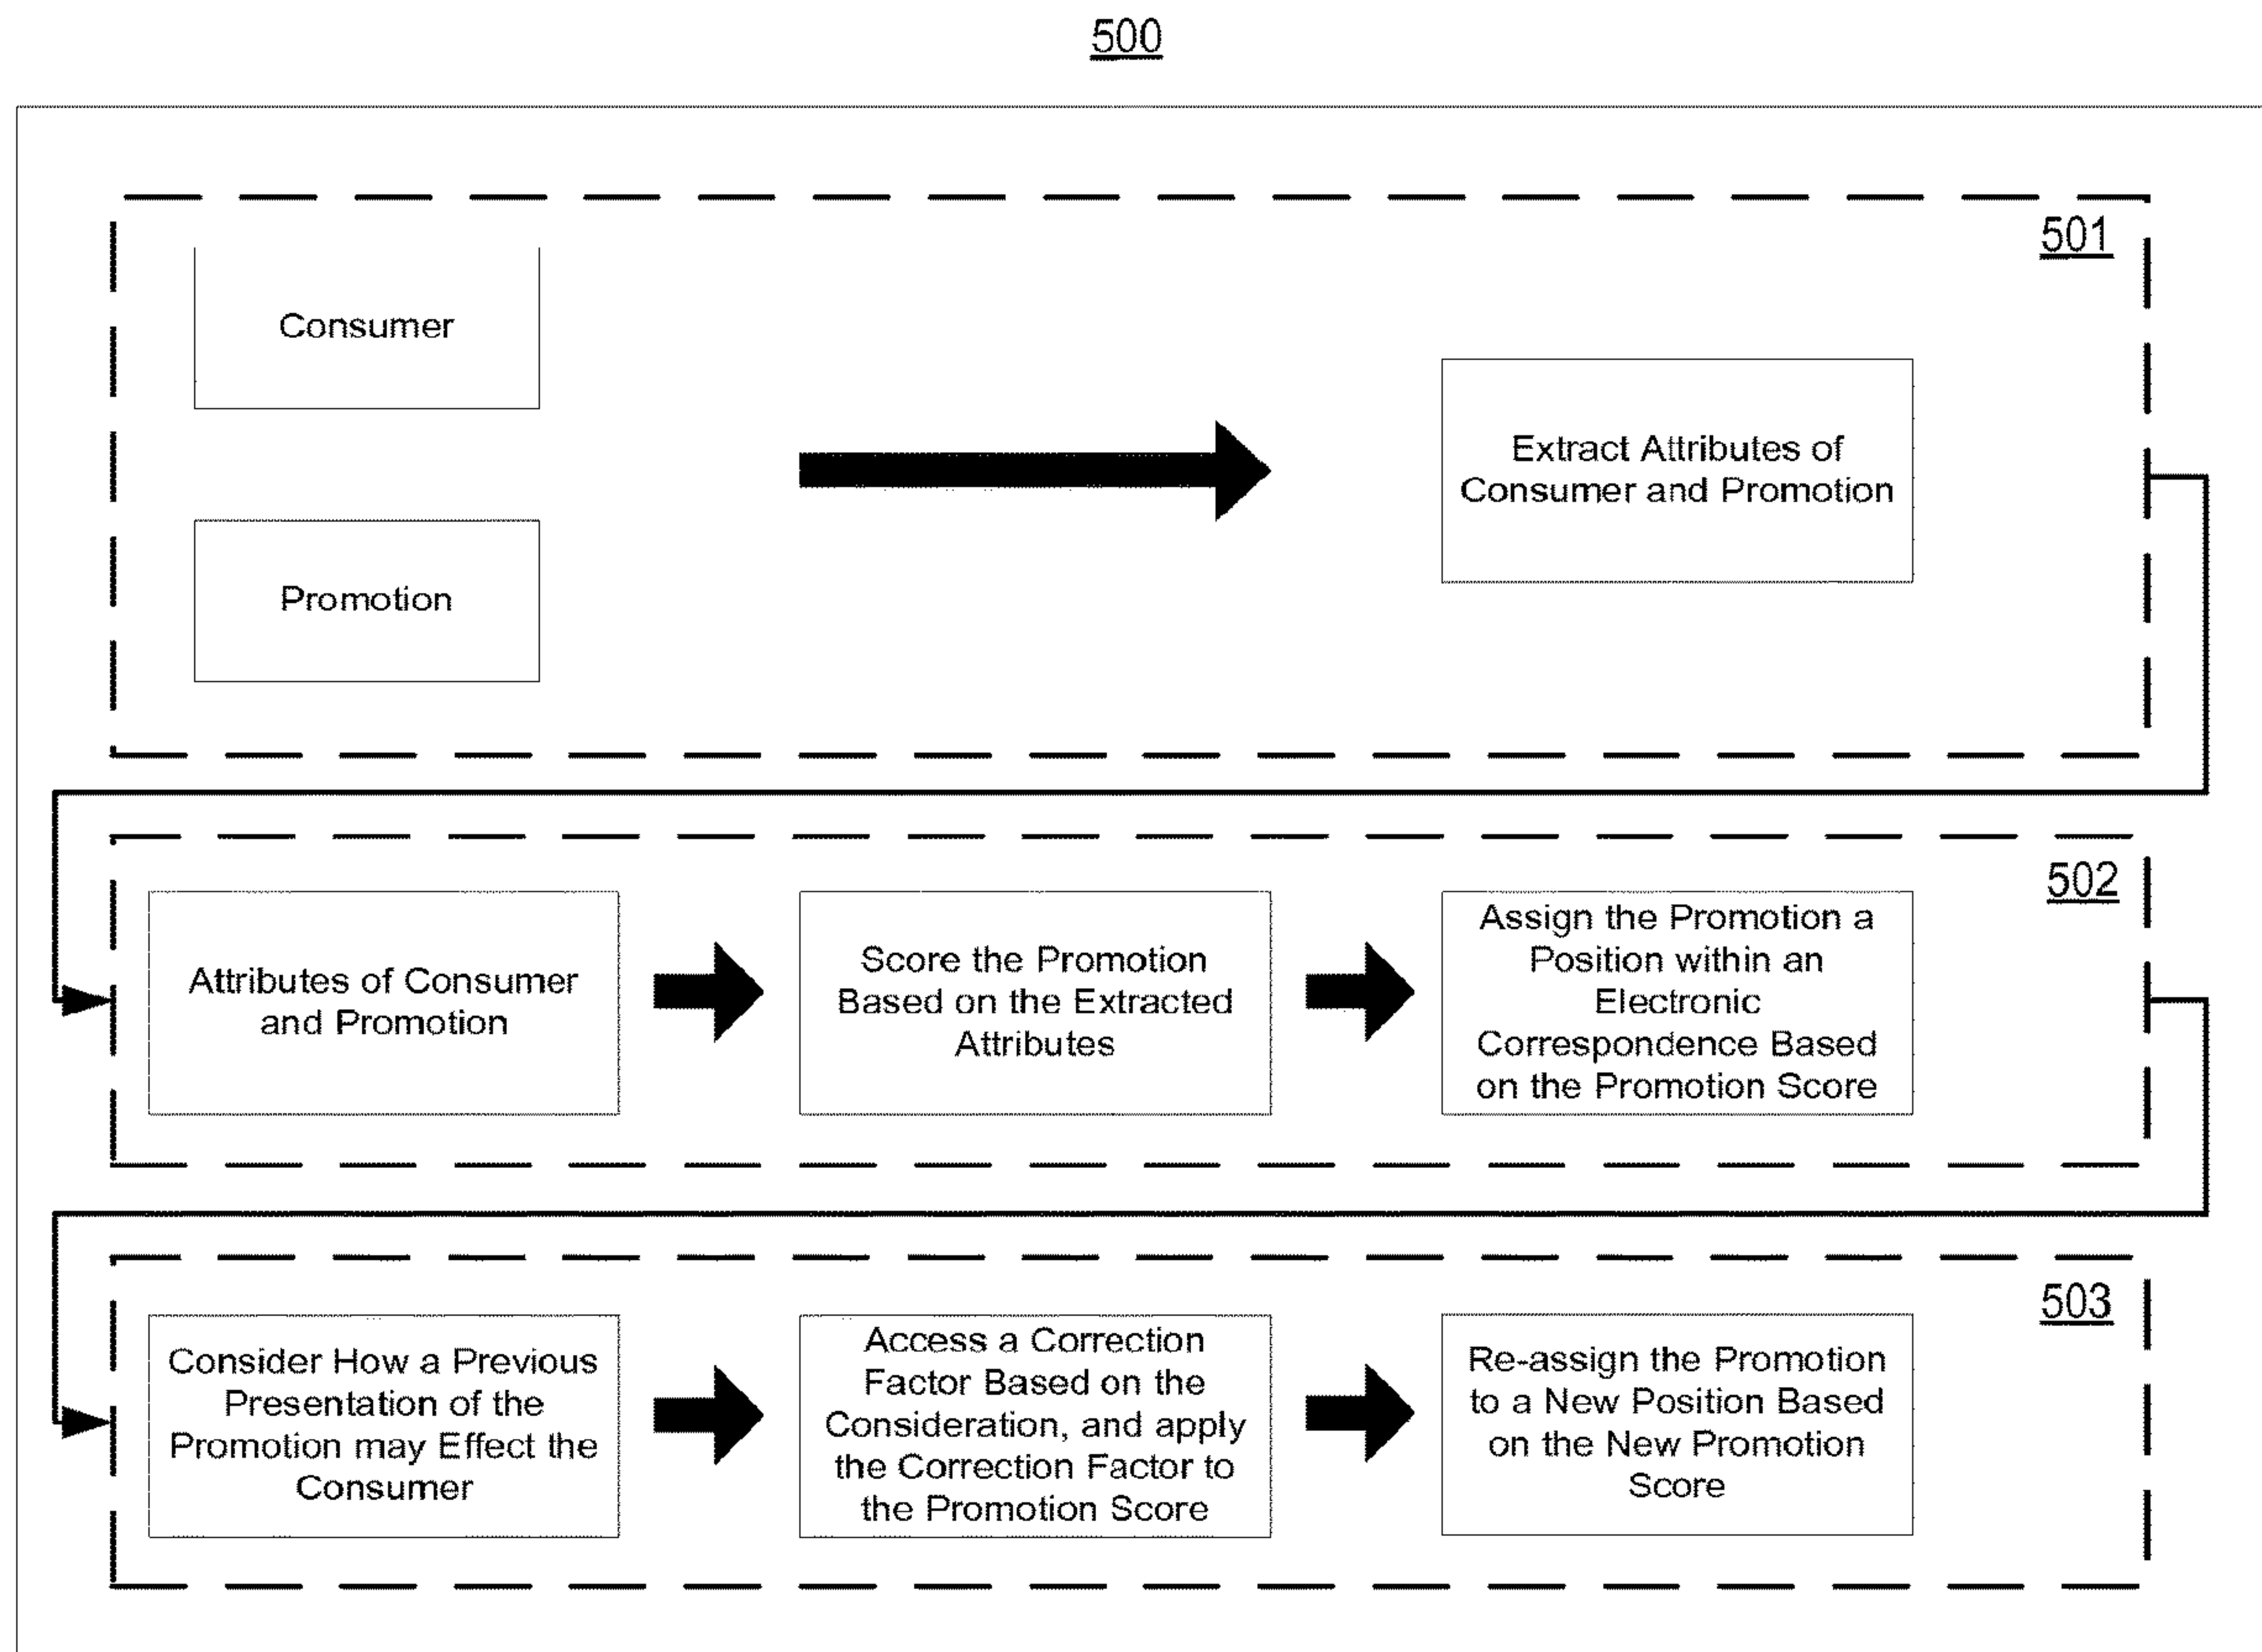 500
501
Consumer
Extract Attributes of
Consumer and Promotion
Promotion
502
Attributes of Consumer
and Promotion
Score the Promotion
Based on the Extracted
Attributes
Assign the Promotion a
Position within an
Electronic
Correspondence Based
on the Promotion Score
503
Consider How a Previous
Presentation of the
Promotion may Effect the
Consumer
Access a Correction
Factor Based on the
Consideration, and apply
the Correction Factor to
the Promotion Score
Re-assign the Promotion
to a New Position Based
on the New Promotion
Score